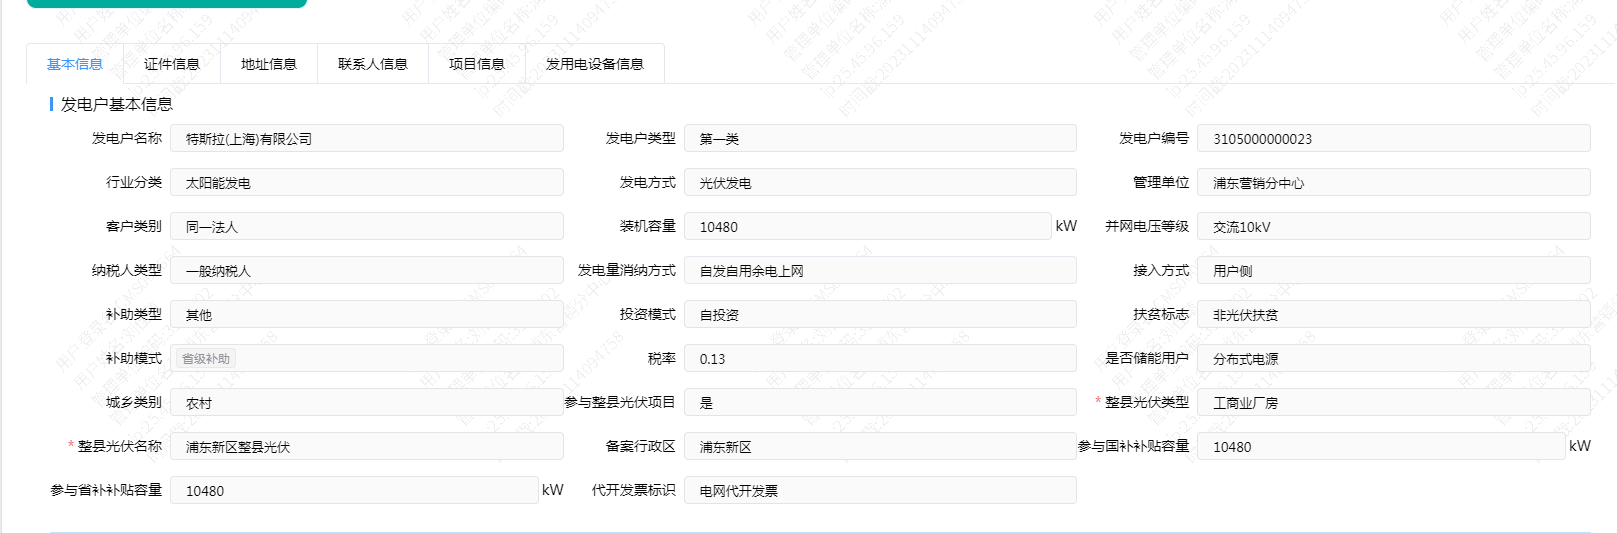 基本信息 证件信息 地址信息 联系人信息 项目信息 发用电设备信息
发电户基本信息
发电户名称 特斯拉(上海)有限公司 发电户类型 第一类 发电户编号 3105000000023
行业分类 太阳能发电 发电方式 光伏发电 管理单位 浦东营销分中心
客户类别 同一法人 装机容量 10480 kW 并网电压等级 交流10kV
纳税人类型 一般纳税人 发电量消纳方式 自发自用余电上网 接入方式 用户侧
补助类型 其他 投资模式 自投资 扶贫标志 非光伏扶贫
补助模式 省级补助 税率 0.13 是否储能用户 分布式电源
城乡类别 农村 参与整县光伏项目 是 * 整县光伏类型 工商业厂房
* 整县光伏名称 浦东新区整县光伏 备案行政区 浦东新区 参与国补补贴容量 10480 kW
参与省补补贴容量 10480 kW 代开发票标识 电网代开发票